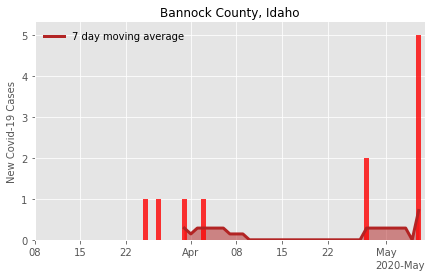 Bannock County, Idaho
7 day moving average
New Covid-19 Cases
5
4
3
2
1
0
08 15 22 Apr 08 15 22 May
2020-May